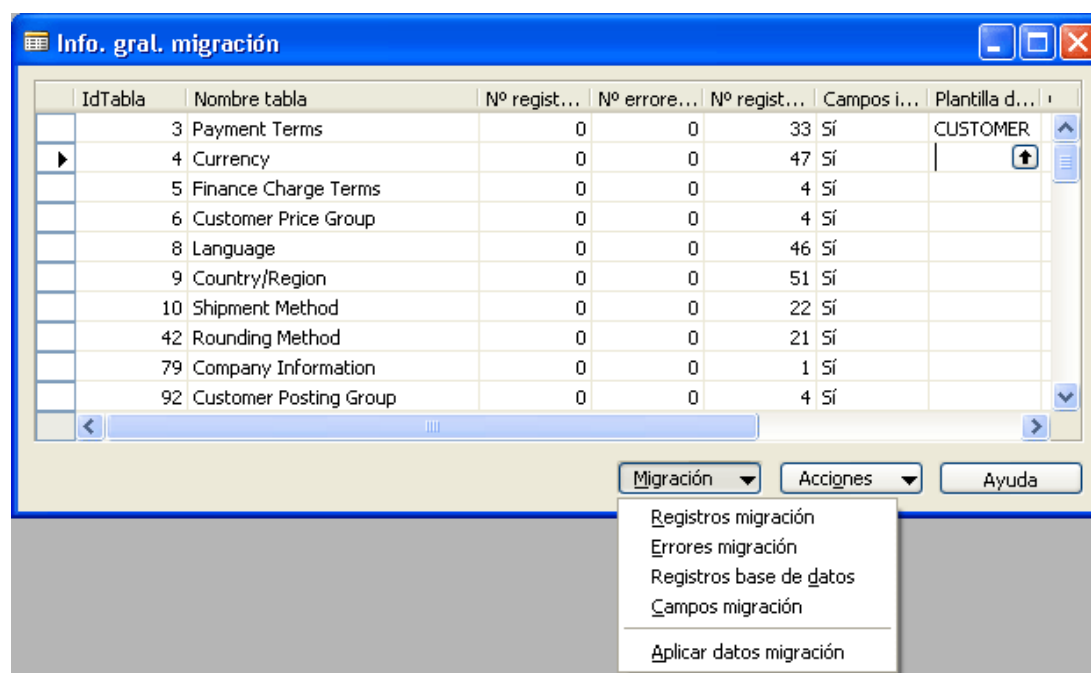 Info. gral. migración
IdTabla Nombre tabla Nº regist... Nº errore... Nº regist... Campos i... Plantilla d...
3 Payment Terms 0 0 33 Sí CUSTOMER
4 Currency 0 0 47 Sí
5 Finance Charge Terms 0 0 4 Sí
6 Customer Price Group 0 0 4 Sí
8 Language 0 0 46 Sí
9 Country/Region 0 0 51 Sí
10 Shipment Method 0 0 22 Sí
42 Rounding Method 0 0 21 Sí
79 Company Information 0 0 1 Sí
92 Customer Posting Group 0 0 4 Sí
Migración Acciones Ayuda
Registros migración
Errores migración
Registros base de datos
Campos migración
Aplicar datos migración